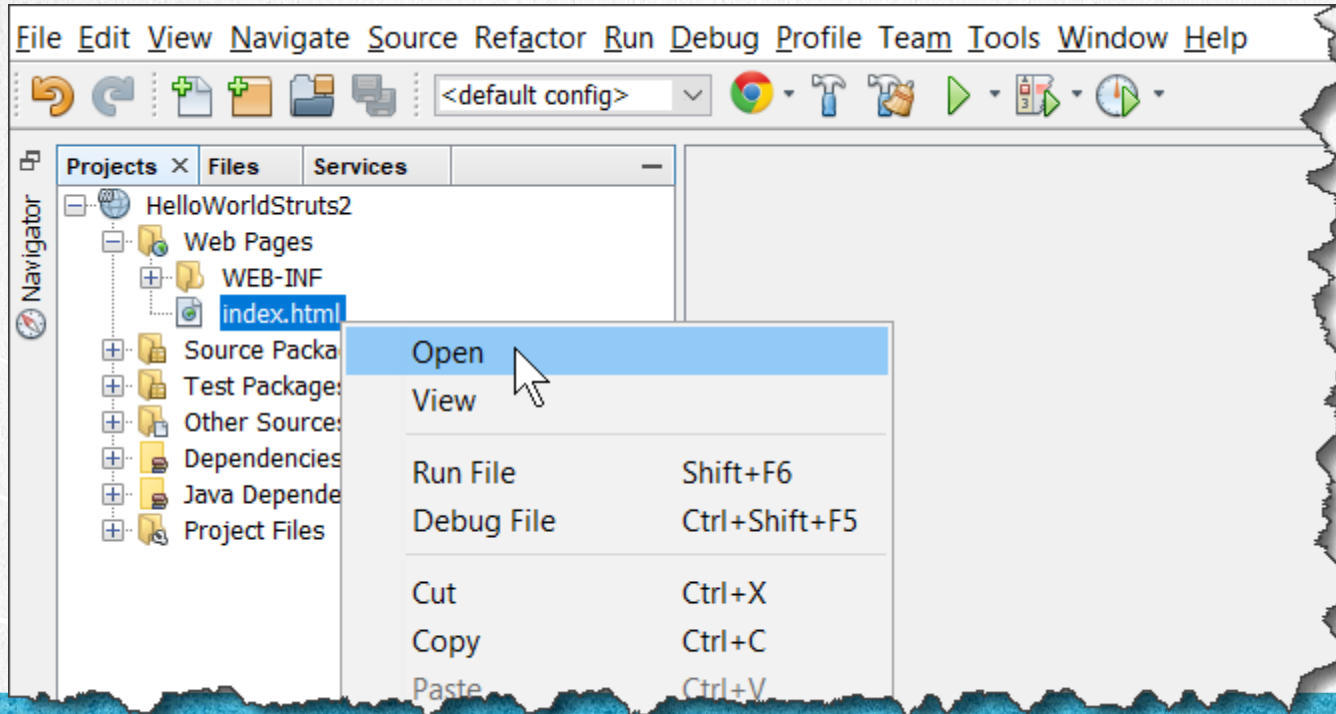 File Edit View Navigate Source Refactor Run Debug Profile Team Tools Window Help
<default config>
Projects Files Services
Navigator
HelloWorldStruts2
Web Pages
WEB-INF
index.html
Source Packa
Test Packages
Other Sources
Dependencies
Java Depende
Project Files
Open
View
Run File Shift+F6
Debug File Ctrl+Shift+F5
Cut Ctrl+X
Copy Ctrl+C
Paste Ctrl+V